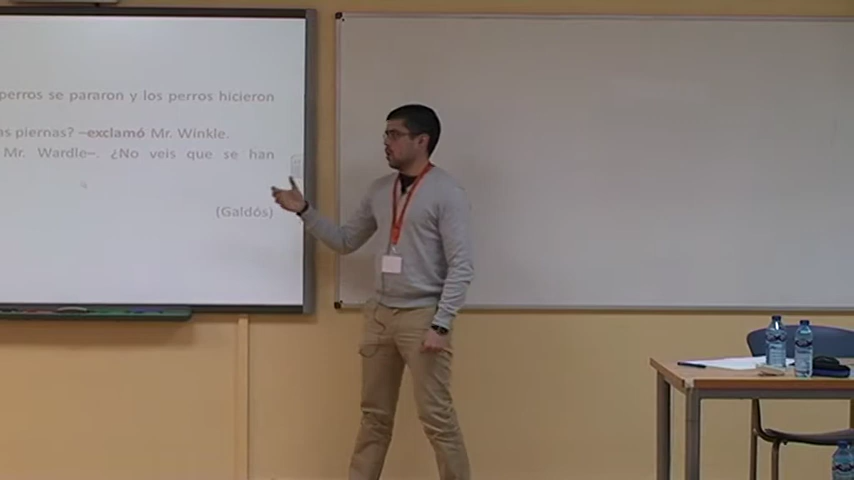 perros se pararon y los perros hicieron
as piernas? –exclamó Mr. Winkle.
Mr. Wardle–. ¿No veis que se han
(Galdós)